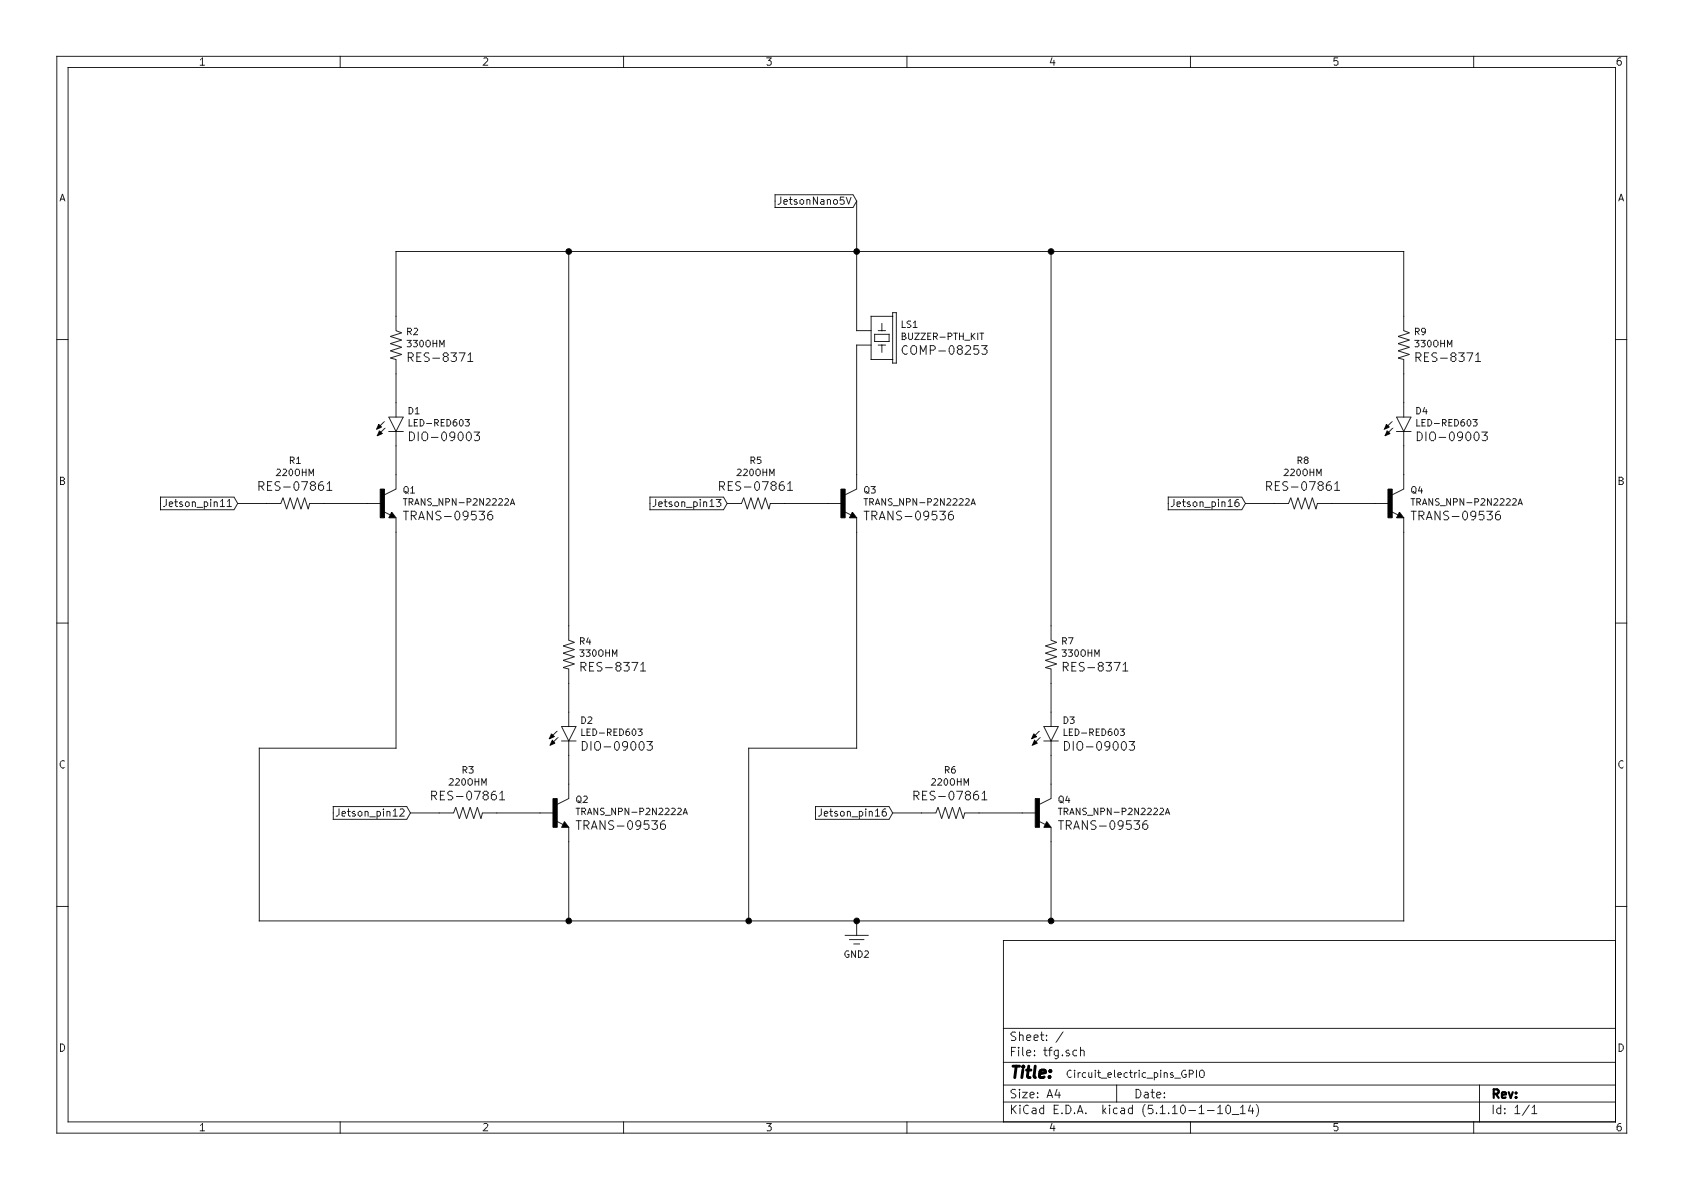 1 2 3 4 5 6
A
A
JetsonNano5V
R2
330OHM
RES-8371
LS1
BUZZER-PTH_KIT
COMP-08253
R9
330OHM
RES-8371
D1
LED-RED603
DIO-09003
D4
LED-RED603
DIO-09003
B
B
R1
220OHM
RES-07861
Jetson_pin11
Q1
TRANS_NPN-P2N2222A
TRANS-09536
R5
220OHM
RES-07861
Jetson_pin13
Q3
TRANS_NPN-P2N2222A
TRANS-09536
R8
220OHM
RES-07861
Jetson_pin16
Q4
TRANS_NPN-P2N2222A
TRANS-09536
R4
330OHM
RES-8371
R7
330OHM
RES-8371
D2
LED-RED603
DIO-09003
D3
LED-RED603
DIO-09003
C
C
R3
220OHM
RES-07861
Jetson_pin12
Q2
TRANS_NPN-P2N2222A
TRANS-09536
R6
220OHM
RES-07861
Jetson_pin16
Q4
TRANS_NPN-P2N2222A
TRANS-09536
GND2
D
D
Sheet: /
File: tfg.sch
Title: Circuit_electric_pins_GPIO
Size: A4 Date: Rev:
KiCad E.D.A. kicad (5.1.10-1-10_14) Id: 1/1
1 2 3 4 5 6